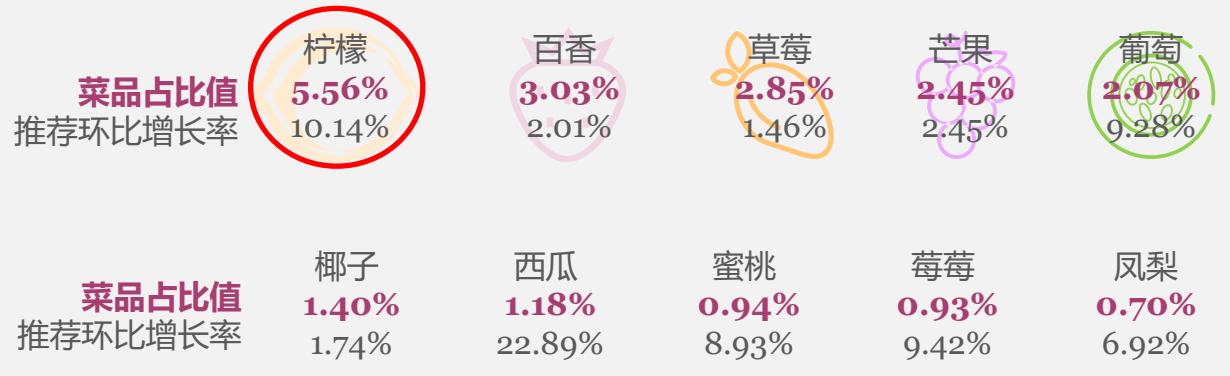 柠檬 百香 草莓 芒果 葡萄
菜品占比值 5.56% 3.03% 2.85% 2.45% 2.07%
推荐环比增长率 10.14% 2.01% 1.46% 2.45% 9.28%
椰子 西瓜 蜜桃 莓莓 凤梨
菜品占比值 1.40% 1.18% 0.94% 0.93% 0.70%
推荐环比增长率 1.74% 22.89% 8.93% 9.42% 6.92%